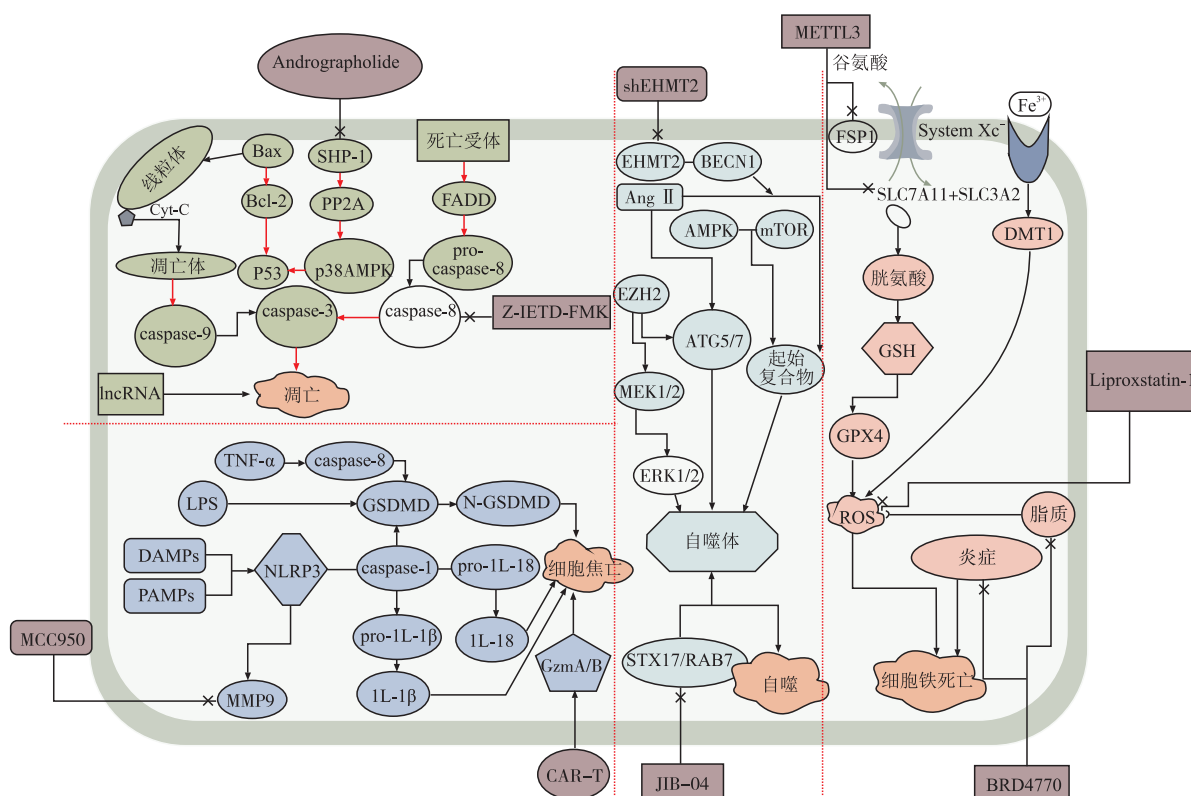 Andrographolide
线粒体
Bax
SHP-1
死亡受体
Cyt-C
Bcl-2
PP2A
FADD
凋亡体
P53
p38AMPK
pro-
caspase-8
caspase-9
caspase-3
caspase-8
Z-IETD-FMK
lncRNA
凋亡
TNF-α
caspase-8
LPS
GSDMD
N-GSDMD
DAMPs
PAMPs
NLRP3
caspase-1
pro-1L-18
细胞焦亡
MCC950
pro-1L-1β
1L-18
GzmA/B
MMP9
1L-1β
CAR-T
shEHMT2
EHMT2
BECN1
Ang Ⅱ
AMPK
mTOR
EZH2
ATG5/7
起始
复合物
MEK1/2
ERK1/2
自噬体
STX17/RAB7
自噬
JIB-04
METTL3
谷氨酸
FSP1
System Xc⁻
Fe³⁺
SLC7A11+SLC3A2
DMT1
胱氨酸
GSH
Liproxstatin-1
GPX4
ROS
脂质
炎症
细胞铁死亡
BRD4770